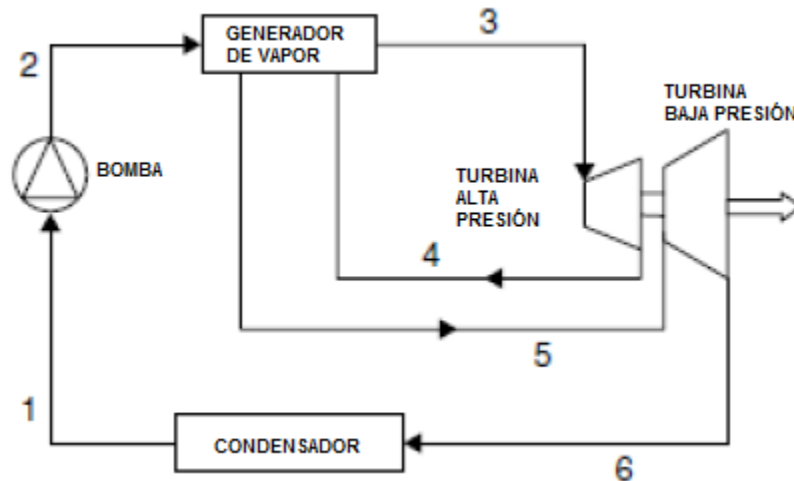 GENERADOR
DE VAPOR
3
2
TURBINA
BAJA PRESIÓN
BOMBA
TURBINA
ALTA
PRESIÓN
4
5
1
CONDENSADOR
6